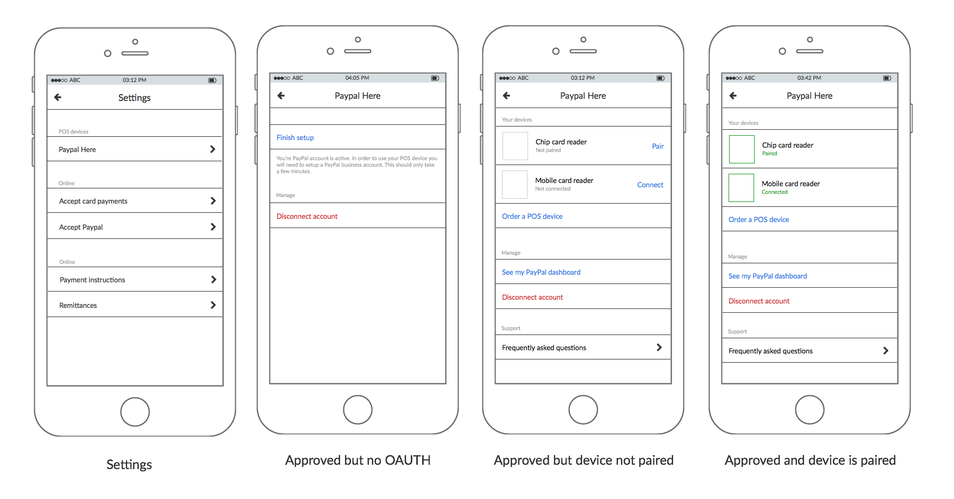 ABC 03:12 PM
Settings
POS devices
Paypal Here
Online
Accept card payments
Accept Paypal
Online
Payment instructions
Remittances
Settings
ABC 04:05 PM
Paypal Here
Finish setup
You're PayPal account is active, in order to use your POS device you
will need to setup a PayPal business account. This should only take
a few minutes.
Manage
Disconnect account
Approved but no OAUTH
ABC 03:12 PM
Paypal Here
Your devices
Chip card reader
Not paired
Pair
Mobile card reader
Not connected
Connect
Order a POS device
Manage
See my PayPal dashboard
Disconnect account
Support
Frequently asked questions
Approved but device not paired
ABC 03:42 PM
Paypal Here
Your devices
Chip card reader
Paired
Mobile card reader
Connected
Order a POS device
Manage
See my PayPal dashboard
Disconnect account
Support
Frequently asked questions
Approved and device is paired